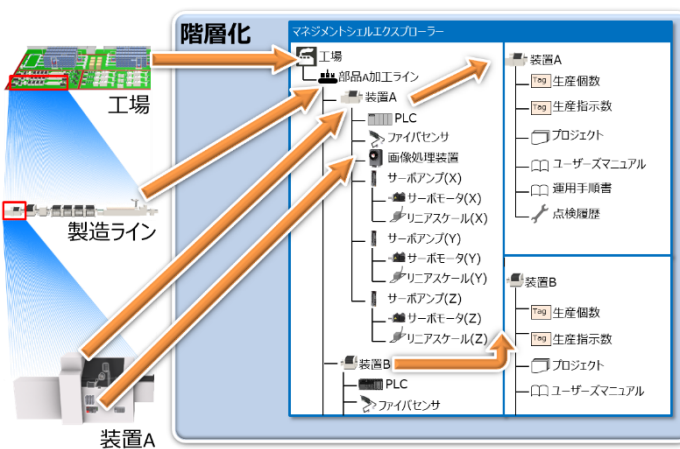 階層化
工場
製造ライン
装置A
マネジメントシェルエクスプローラー
工場
部品A加工ライン
装置A
PLC
ファイバセンサ
画像処理装置
サーボアンプ(X)
サーボモータ(X)
リニアスケール(X)
サーボアンプ(Y)
サーボモータ(Y)
リニアスケール(Y)
サーボアンプ(Z)
サーボモータ(Z)
リニアスケール(Z)
装置B
PLC
ファイバセンサ
装置A
Tag 生産個数
Tag 生産指示数
プロジェクト
ユーザーズマニュアル
運用手順書
点検履歴
装置B
Tag 生産個数
Tag 生産指示数
プロジェクト
ユーザーズマニュアル